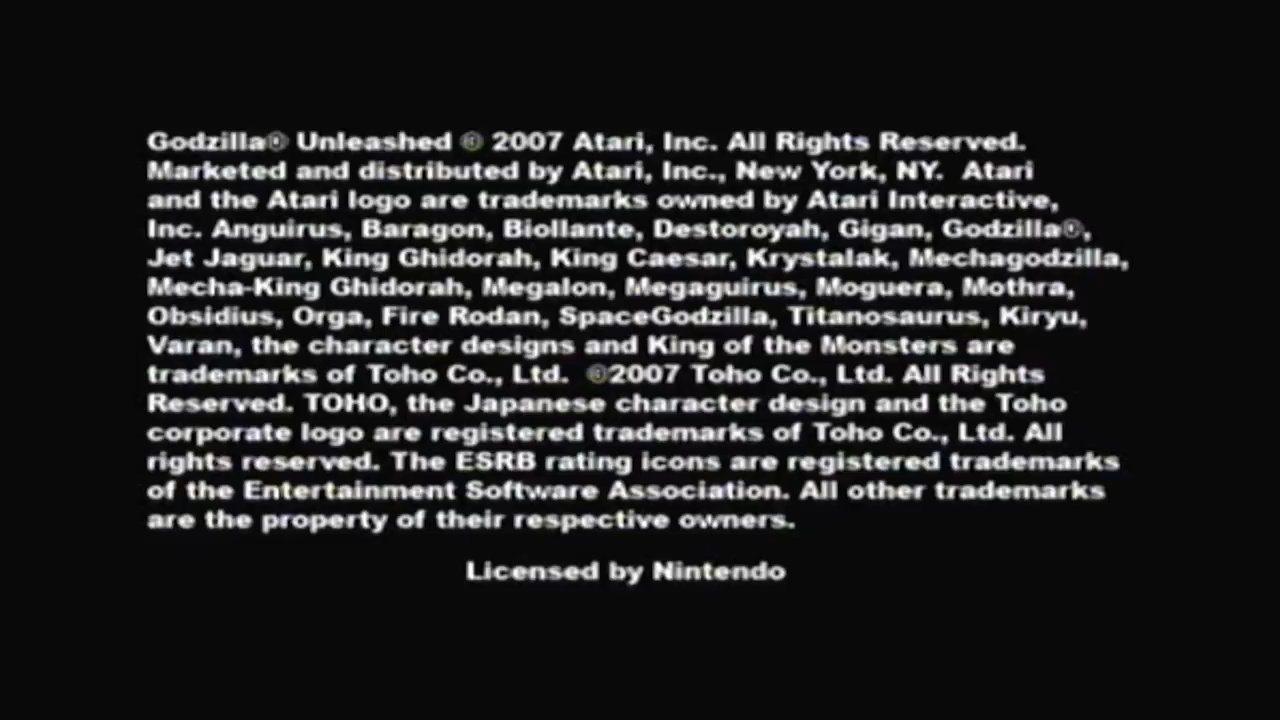 Godzilla® Unleashed © 2007 Atari, Inc. All Rights Reserved.
Marketed and distributed by Atari, Inc., New York, NY.  Atari
and the Atari logo are trademarks owned by Atari Interactive,
Inc. Anguirus, Baragon, Biollante, Destoroyah, Gigan, Godzilla®,
Jet Jaguar, King Ghidorah, King Caesar, Krystalak, Mechagodzilla,
Mecha-King Ghidorah, Megalon, Megaguirus, Moguera, Mothra,
Obsidius, Orga, Fire Rodan, SpaceGodzilla, Titanosaurus, Kiryu,
Varan, the character designs and King of the Monsters are
trademarks of Toho Co., Ltd.  ©2007 Toho Co., Ltd. All Rights
Reserved. TOHO, the Japanese character design and the Toho
corporate logo are registered trademarks of Toho Co., Ltd. All
rights reserved. The ESRB rating icons are registered trademarks
of the Entertainment Software Association. All other trademarks
are the property of their respective owners.
Licensed by Nintendo